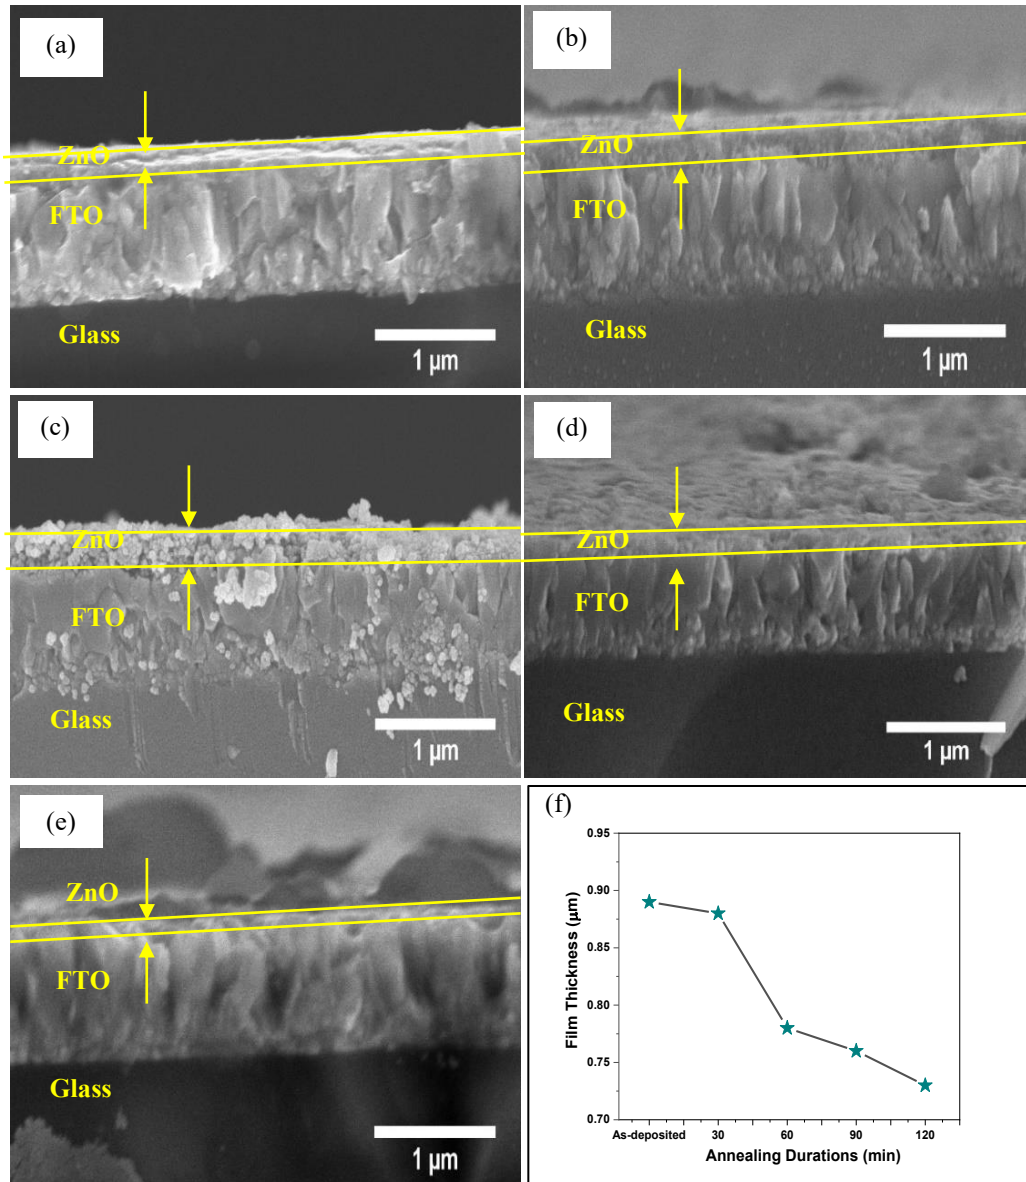 (a)
ZnO
FTO
Glass
1 µm
(b)
ZnO
FTO
1 µm
(c)
ZnO
FTO
Glass
1 µm
(d)
ZnO
FTO
Glass
1 µm
(e)
ZnO
FTO
Glass
1 µm
(f)
0.95
0.90
0.85
0.80
0.75
0.70
Film Thickness (µm)
As-deposited 30 60 90 120
Annealing Durations (min)